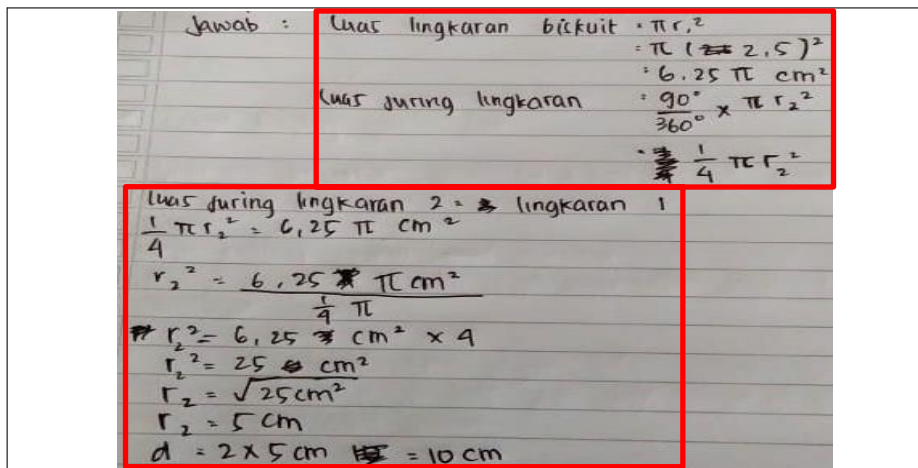 Jawab : Luas lingkaran biskuit = πr₁²
= π (2,5)²
= 6,25 π cm²
Luas juring lingkaran = 90°/360° × π r₂²
= 1/4 π r₂²
Luas juring lingkaran 2 = lingkaran 1
1/4 π r₂² = 6,25 π cm²
r₂² = 6,25 π cm² / 1/4 π
r₂² = 6,25 cm² × 4
r₂² = 25 cm²
r₂ = √25cm²
r₂ = 5 cm
d = 2 × 5 cm = 10 cm